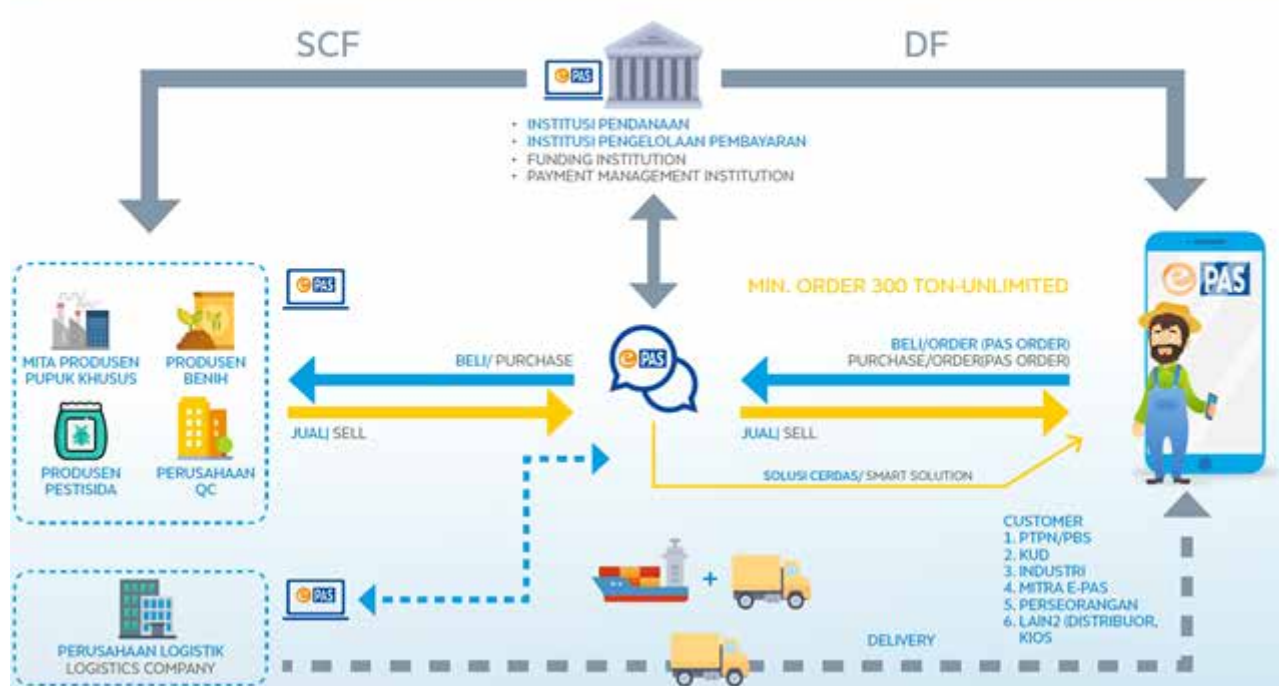 SCF
DF
e PAS
• INSTITUSI PENDANAAN
• INSTITUSI PENGELOLAAN PEMBAYARAN
• FUNDING INSTITUTION
• PAYMENT MANAGEMENT INSTITUTION
MITA PRODUSEN
PUPUK KHUSUS
PRODUSEN
BENIH
PRODUSEN
PESTISIDA
PERUSAHAAN
QC
e PAS
BELI/ PURCHASE
JUAL| SELL
e PAS
MIN. ORDER 300 TON-UNLIMITED
BELI/ORDER (PAS ORDER)
PURCHASE/ORDER(PAS ORDER)
JUAL| SELL
SOLUSI CERDAS/ SMART SOLUTION
e PAS
CUSTOMER
1. PTPN/PBS
2. KUD
3. INDUSTRI
4. MITRA E-PAS
5. PERSEORANGAN
6. LAIN2 (DISTRIBUOR,
KIOS
PERUSAHAAN LOGISTIK
LOGISTICS COMPANY
e PAS
+
DELIVERY